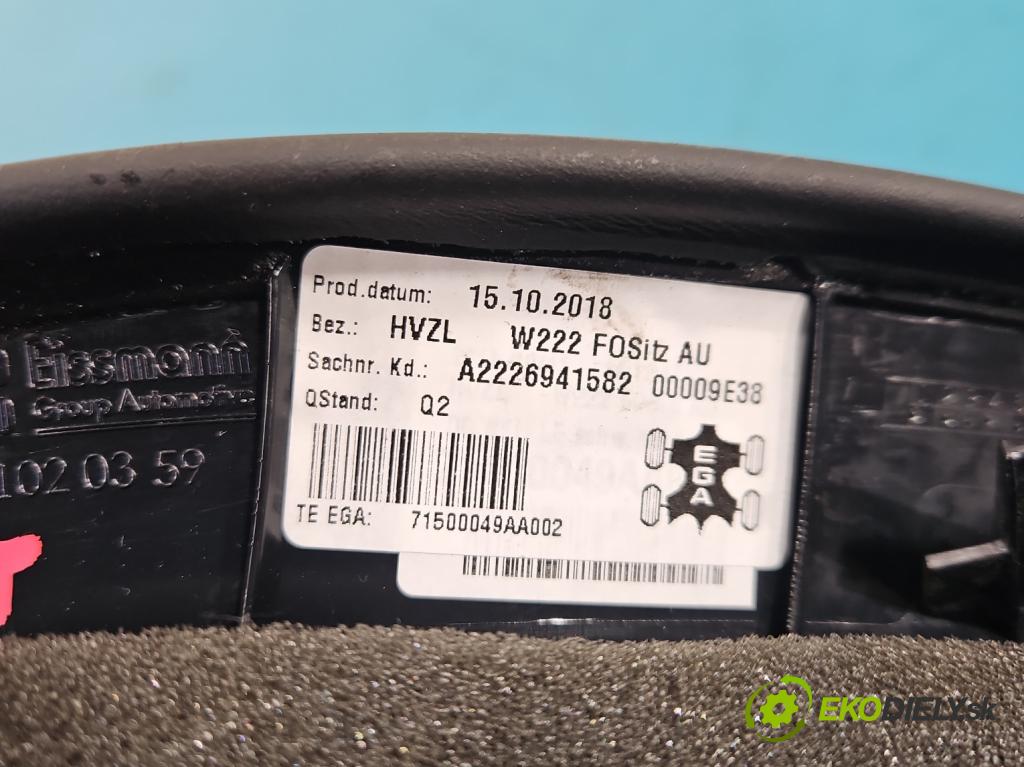 Prod.datum: 15.10.2018
Bez.: HVZL W222 FOSitz AU
Sachnr. Kd.: A2226941582 00009E38
QStand: Q2
EGA
TE EGA: 71500049AA002
Eissmann
Group Automotive
102 03 59
EKODIELY.sk